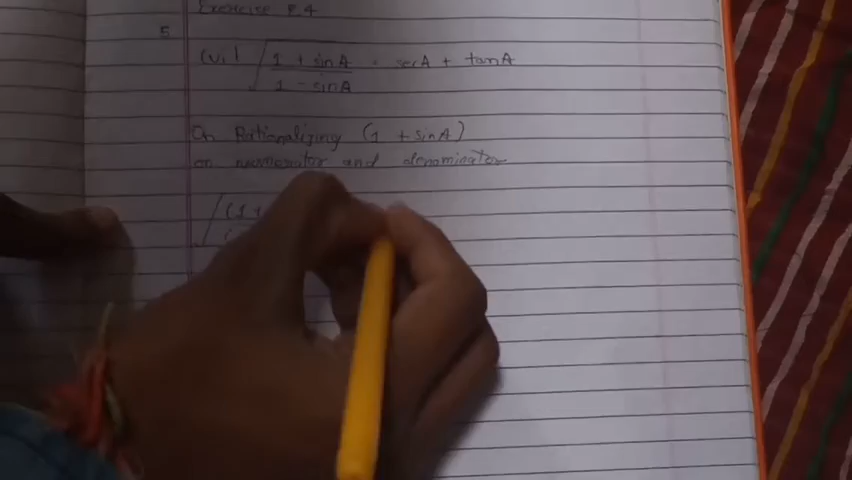 Exercise 8.4
5
(vi) √ 1 + sinA / 1 - sinA = secA + tanA
On Rationalizing (1 + sinA)
on numerator and denominator
(1 +